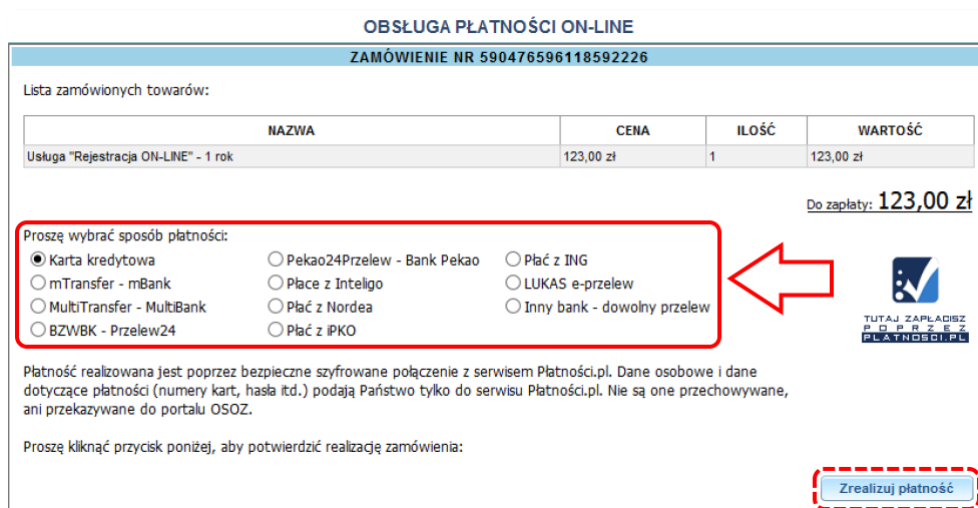 OBSŁUGA PŁATNOŚCI ON-LINE
ZAMÓWIENIE NR 590476596118592226
Lista zamówionych towarów:
NAZWA CENA ILOŚĆ WARTOŚĆ
Usługa "Rejestracja ON-LINE" - 1 rok 123,00 zł 1 123,00 zł
Do zapłaty: 123,00 zł
Proszę wybrać sposób płatności:
Karta kredytowa Pekao24Przelew - Bank Pekao Płać z ING
mTransfer - mBank Płace z Inteligo LUKAS e-przelew
MultiTransfer - MultiBank Płać z Nordea Inny bank - dowolny przelew
BZWBK - Przelew24 Płać z iPKO
TUTAJ ZAPŁACISZ
POPRZEZ
PLATNOSCI.PL
Płatność realizowana jest poprzez bezpieczne szyfrowane połączenie z serwisem Płatności.pl. Dane osobowe i dane
dotyczące płatności (numery kart, hasła itd.) podają Państwo tylko do serwisu Płatności.pl. Nie są one przechowywane,
ani przekazywane do portalu OSOZ.
Proszę kliknąć przycisk poniżej, aby potwierdzić realizację zamówienia:
Zrealizuj płatność